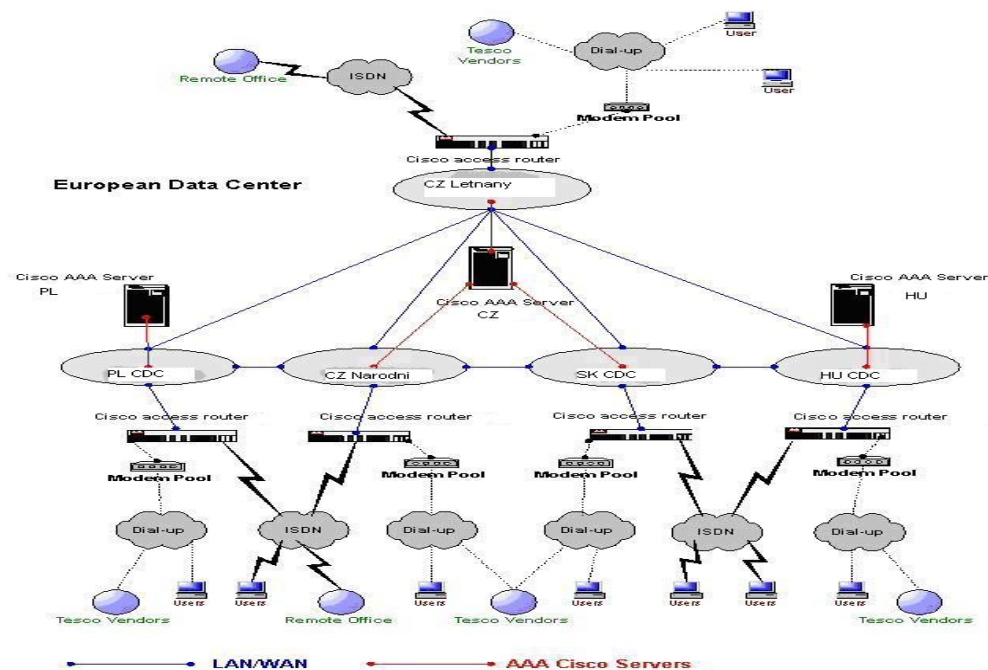 User
Dial-up
Tesco
Vendors
ISDN
Remote Office
User
Modem Pool
Cisco access router
European Data Center
CZ Letnany
Cisco AAA Server
PL
Cisco AAA Server
CZ
Cisco AAA Server
HU
PL CDC
CZ Narodni
SK CDC
HU CDC
Cisco access router
Cisco access router
Cisco access router
Cisco access router
Modem Pool
Modem Pool
Modem Pool
Modem Pool
Dial-up
ISDN
Dial-up
Dial-up
ISDN
Dial-up
Users
Users
Users
Users
Users
Users
Users
Tesco Vendors
Remote Office
Tesco Vendors
Tesco Vendors
LAN/WAN
AAA Cisco Servers